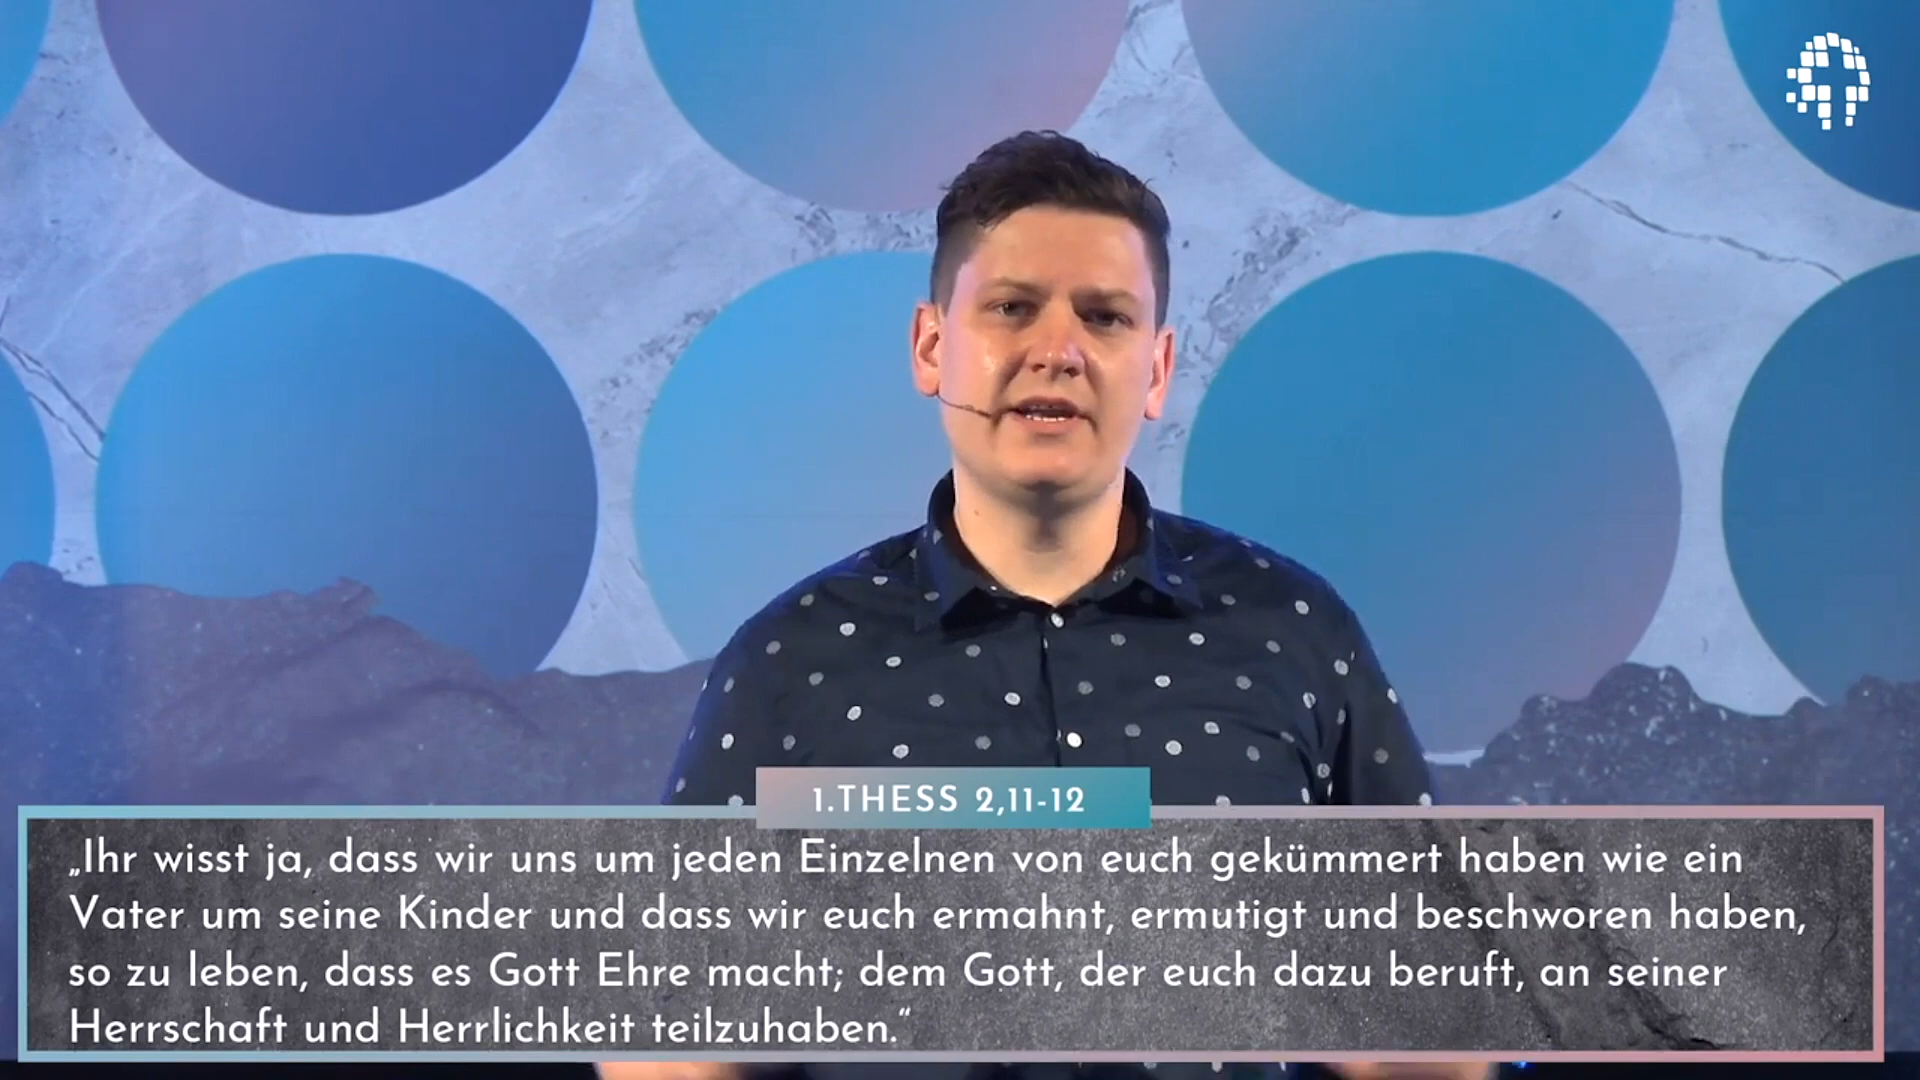 1.THESS 2,11-12
„Ihr wisst ja, dass wir uns um jeden Einzelnen von euch gekümmert haben wie ein
Vater um seine Kinder und dass wir euch ermahnt, ermutigt und beschworen haben,
so zu leben, dass es Gott Ehre macht; dem Gott, der euch dazu beruft, an seiner
Herrschaft und Herrlichkeit teilzuhaben.“